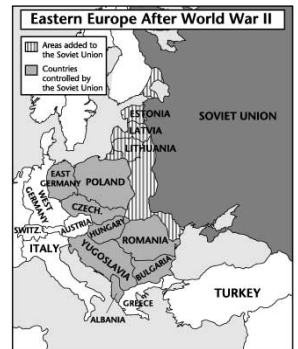 Eastern Europe After World War II
Areas added to
the Soviet Union
Countries
controlled by
the Soviet Union
ESTONIA
LATVIA
LITHUANIA
SOVIET UNION
EAST
GERMANY
POLAND
WEST
GERMANY
CZECH.
SWITZ.
AUSTRIA
HUNGARY
ROMANIA
ITALY
YUGOSLAVIA
BULGARIA
TURKEY
GREECE
ALBANIA